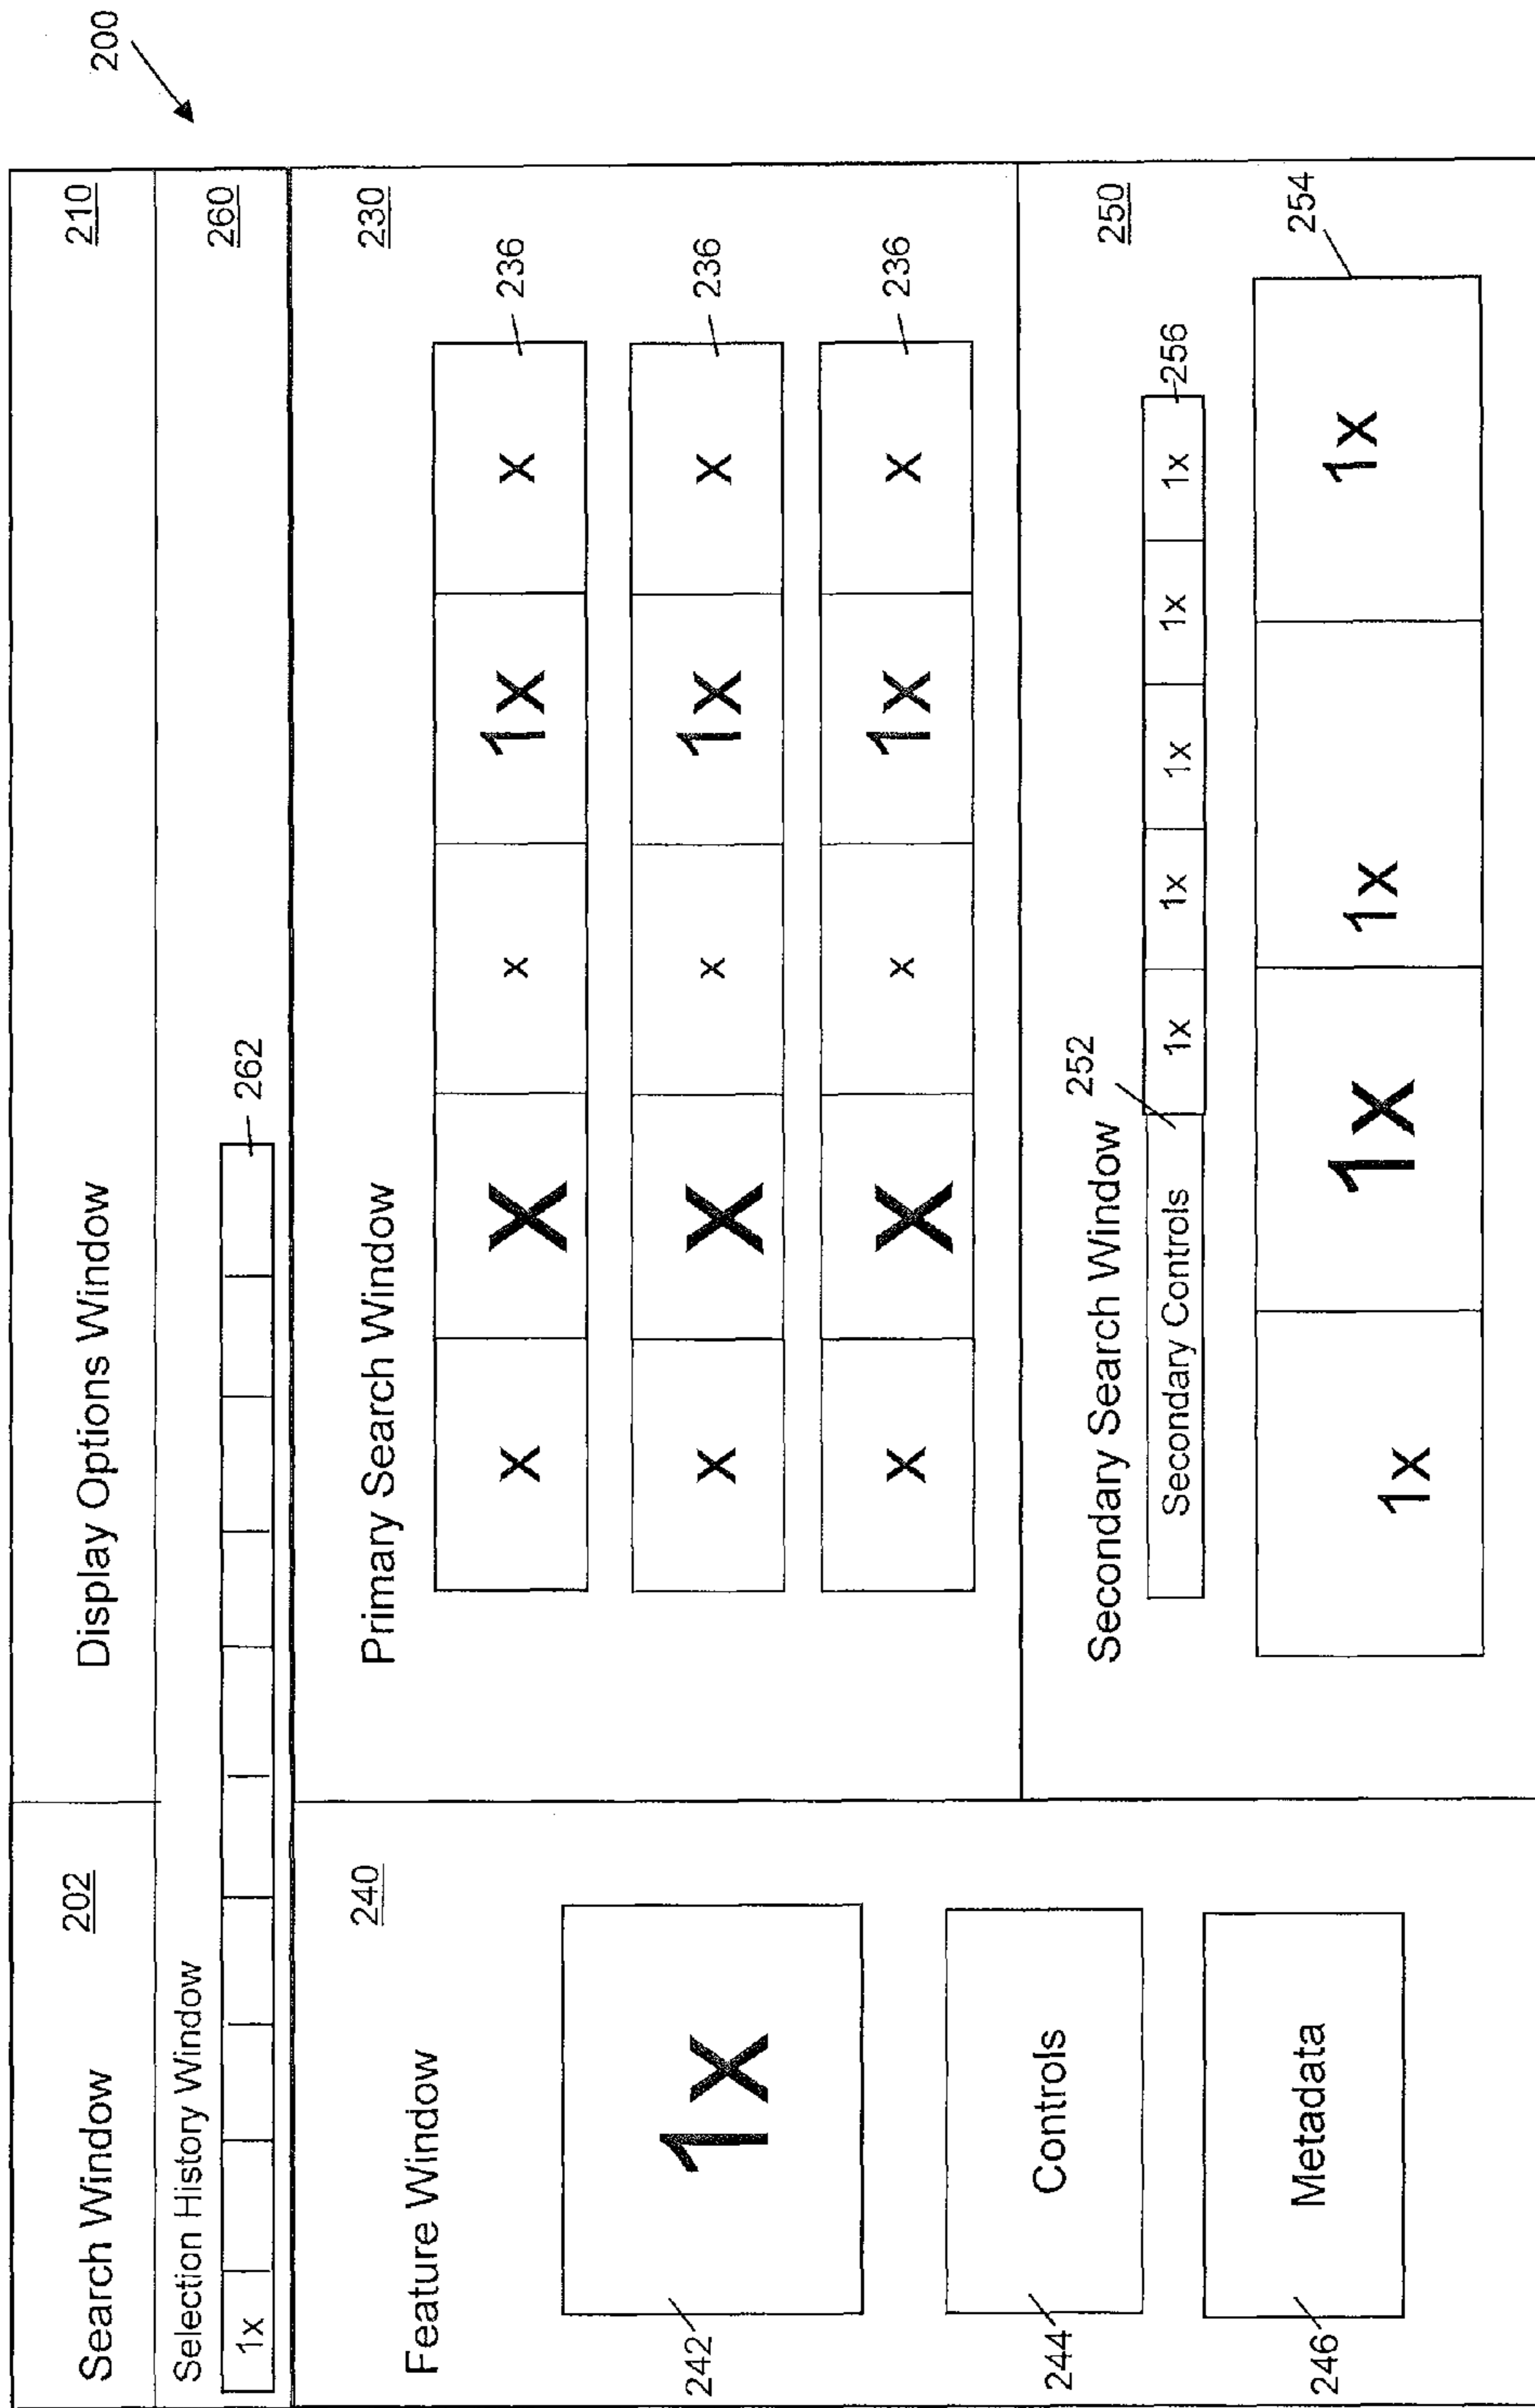 200
Search Window 202
Display Options Window 210
Selection History Window 260
1x 262
Feature Window 240
1x
242
Controls
244
Metadata
246
Primary Search Window 230
x X x 1x x 236
x X x 1x x 236
x X x 1x x 236
Secondary Search Window 250
252
Secondary Controls 1x 1x 1x 1x 1x 256
1x 1x 1x 1x 254